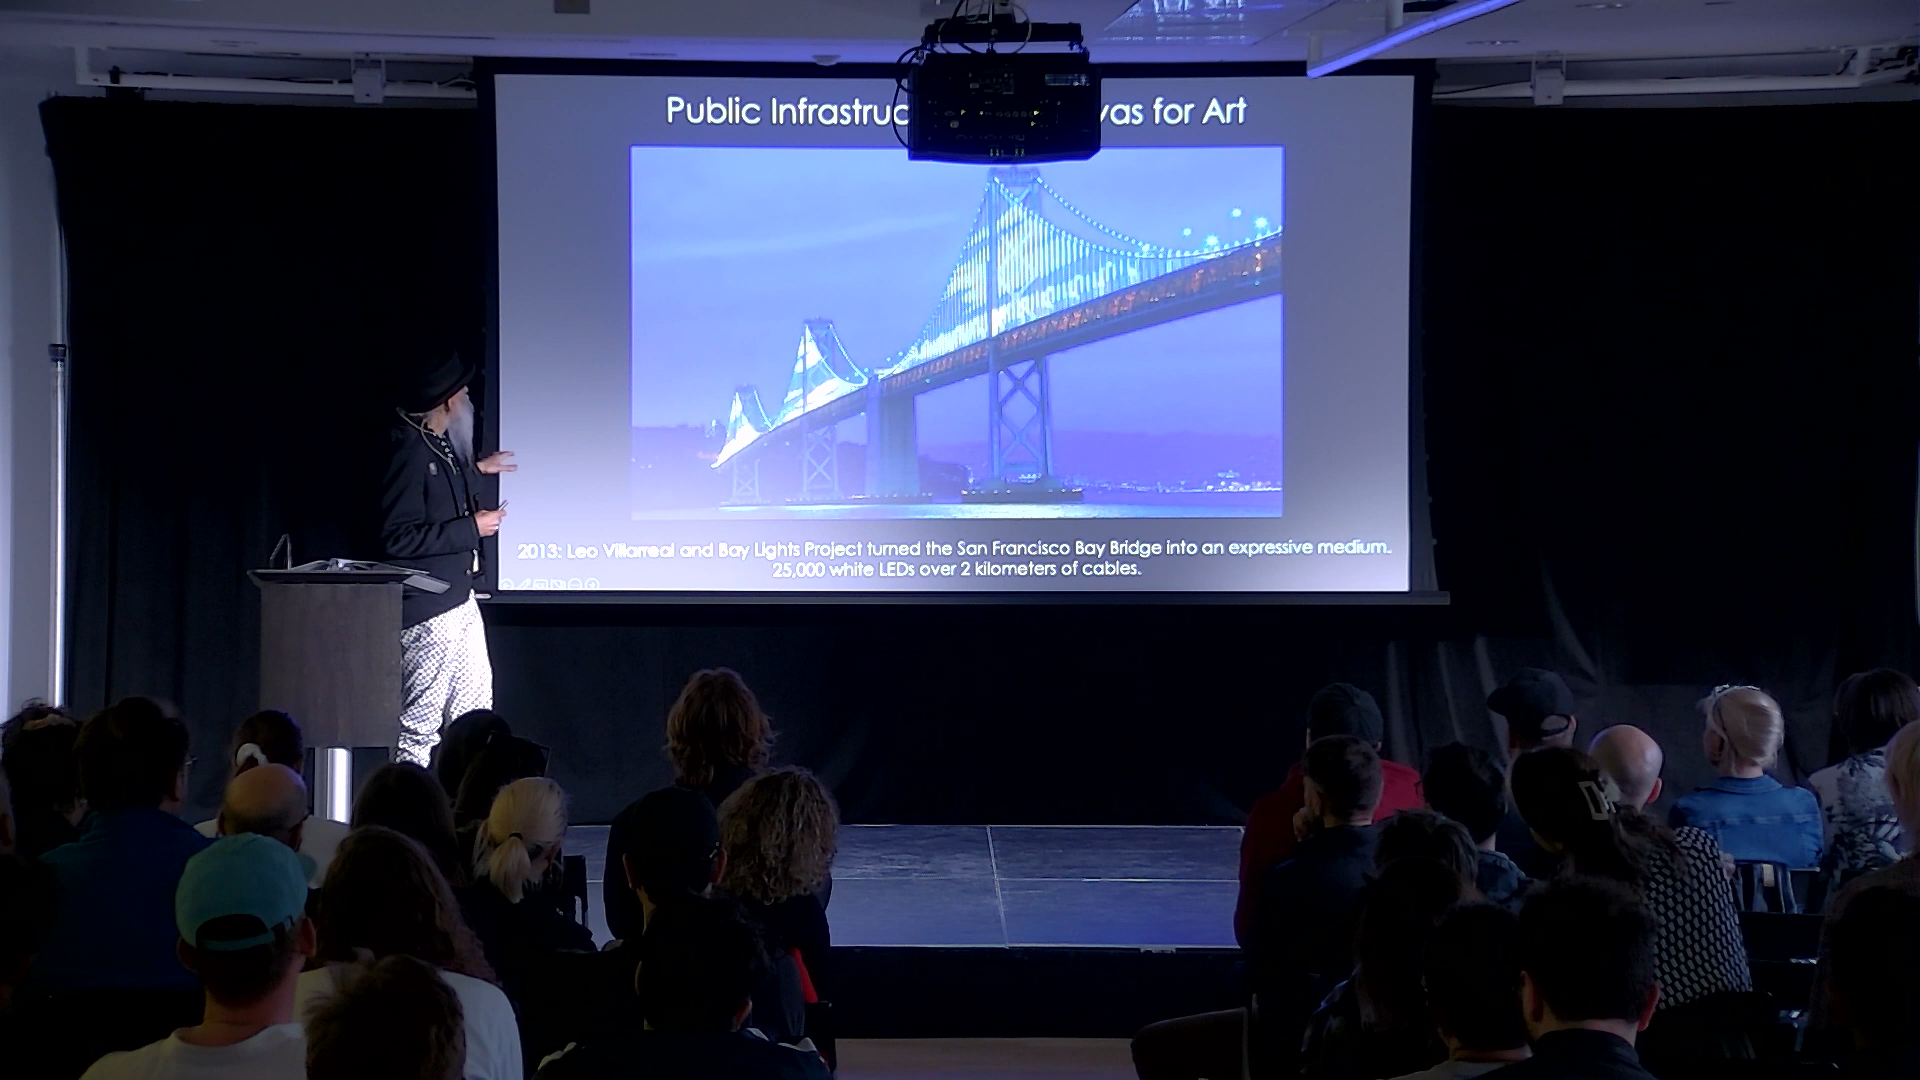 Public Infrastruc vas for Art
2013: Leo Villarreal and Bay Lights Project turned the San Francisco Bay Bridge into an expressive medium.
25,000 white LEDs over 2 kilometers of cables.